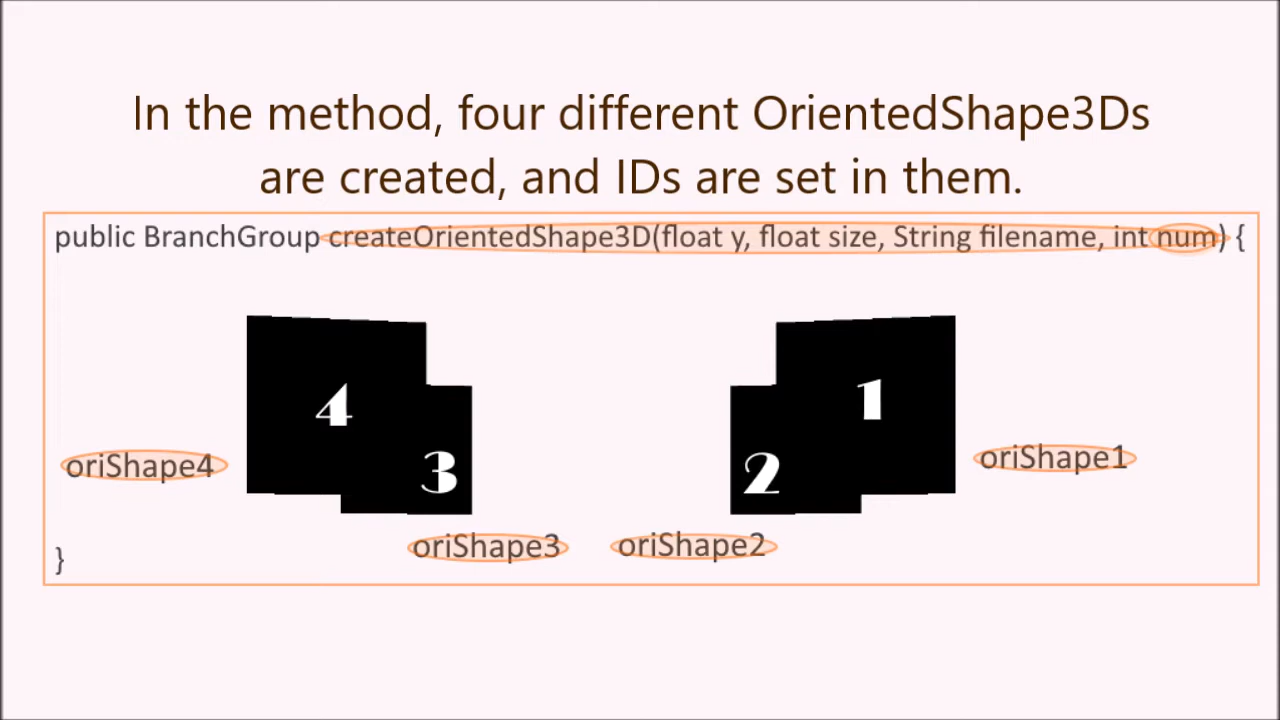 In the method, four different OrientedShape3Ds
are created, and IDs are set in them.
public BranchGroup createOrientedShape3D(float y, float size, String filename, int num) {
4
1
3
2
oriShape4
oriShape1
oriShape3
oriShape2
}